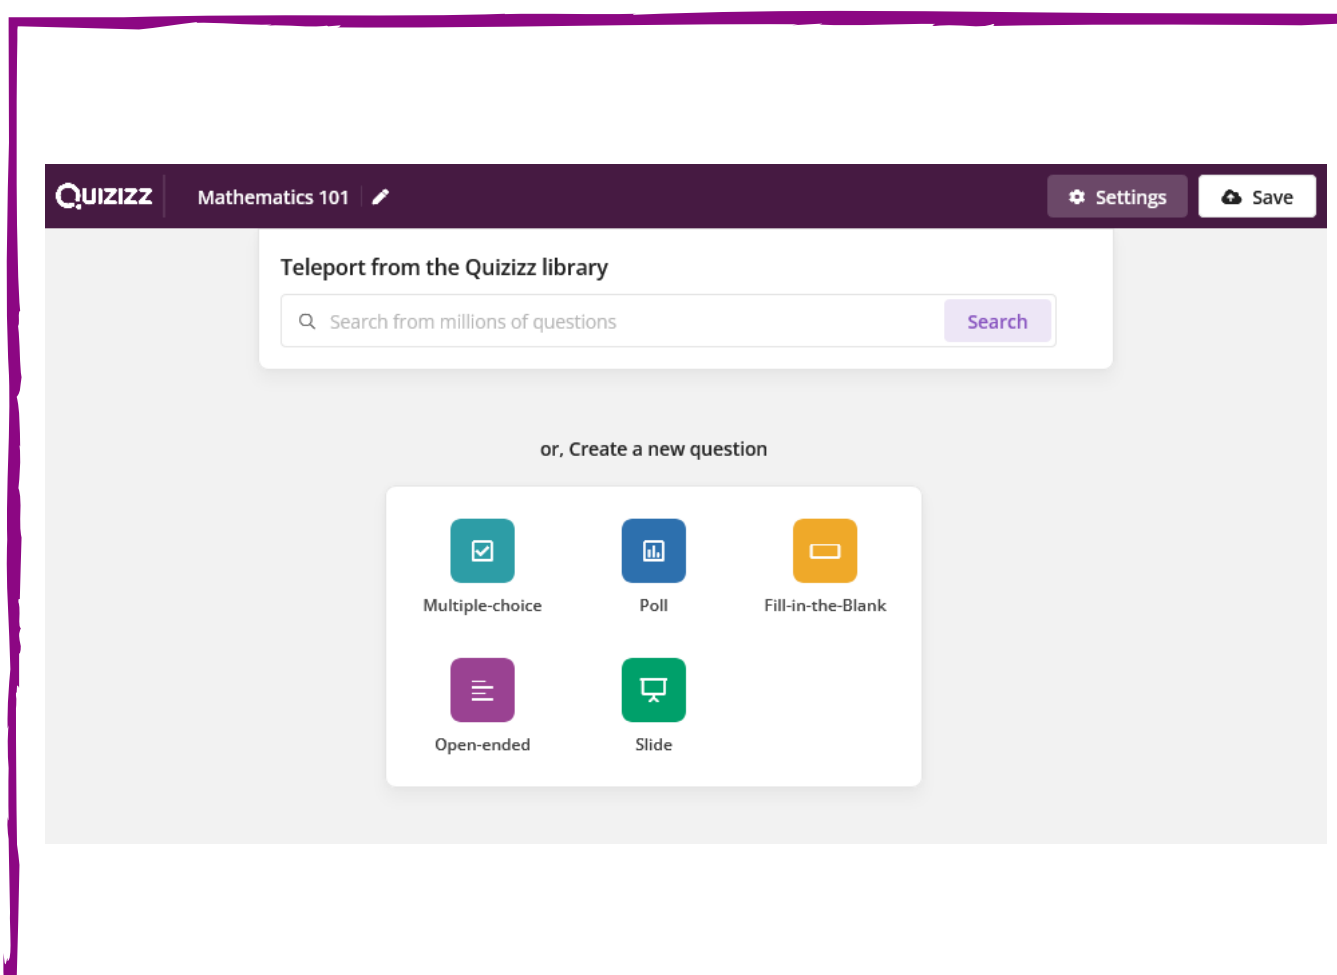 Quizizz Mathematics 101 Settings Save
Teleport from the Quizizz library
Search from millions of questions Search
or, Create a new question
Multiple-choice Poll Fill-in-the-Blank
Open-ended Slide